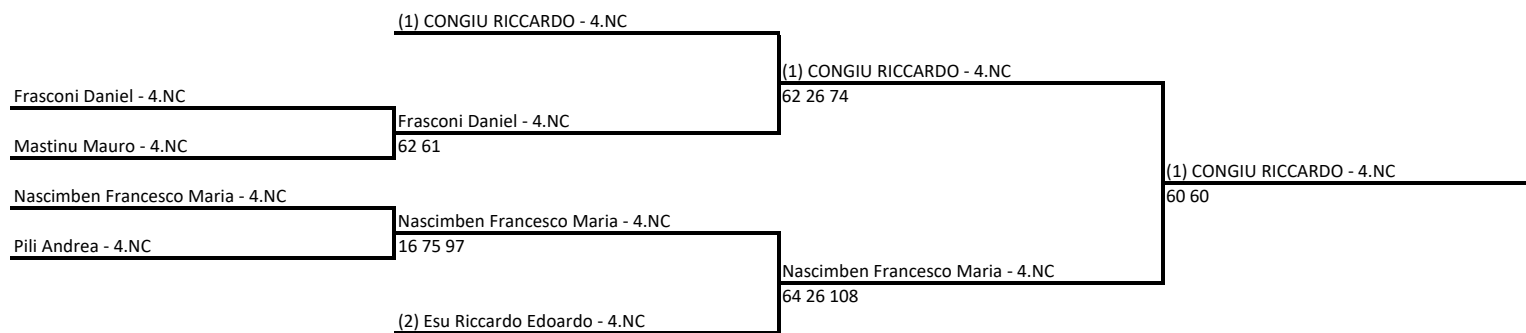 (1) CONGIU RICCARDO - 4.NC
(1) CONGIU RICCARDO - 4.NC
Frasconi Daniel - 4.NC
62 26 74
Frasconi Daniel - 4.NC
Mastinu Mauro - 4.NC
62 61
(1) CONGIU RICCARDO - 4.NC
Nascimben Francesco Maria - 4.NC
60 60
Nascimben Francesco Maria - 4.NC
Pili Andrea - 4.NC
16 75 97
Nascimben Francesco Maria - 4.NC
64 26 108
(2) Esu Riccardo Edoardo - 4.NC